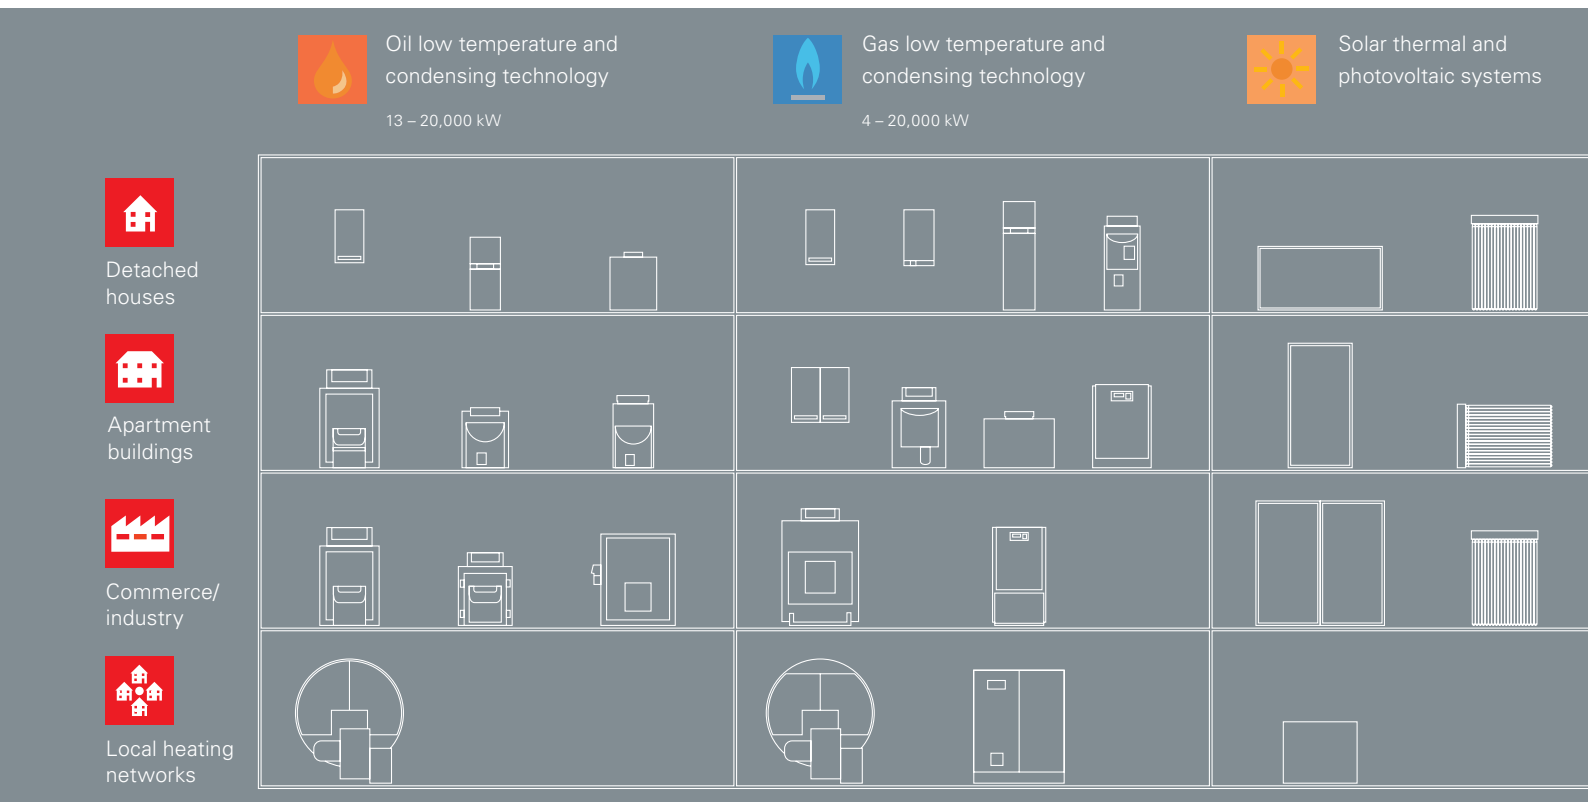 Oil low temperature and
condensing technology
13 – 20,000 kW
Gas low temperature and
condensing technology
4 – 20,000 kW
Solar thermal and
photovoltaic systems
Detached
houses
Apartment
buildings
Commerce/
industry
Local heating
networks